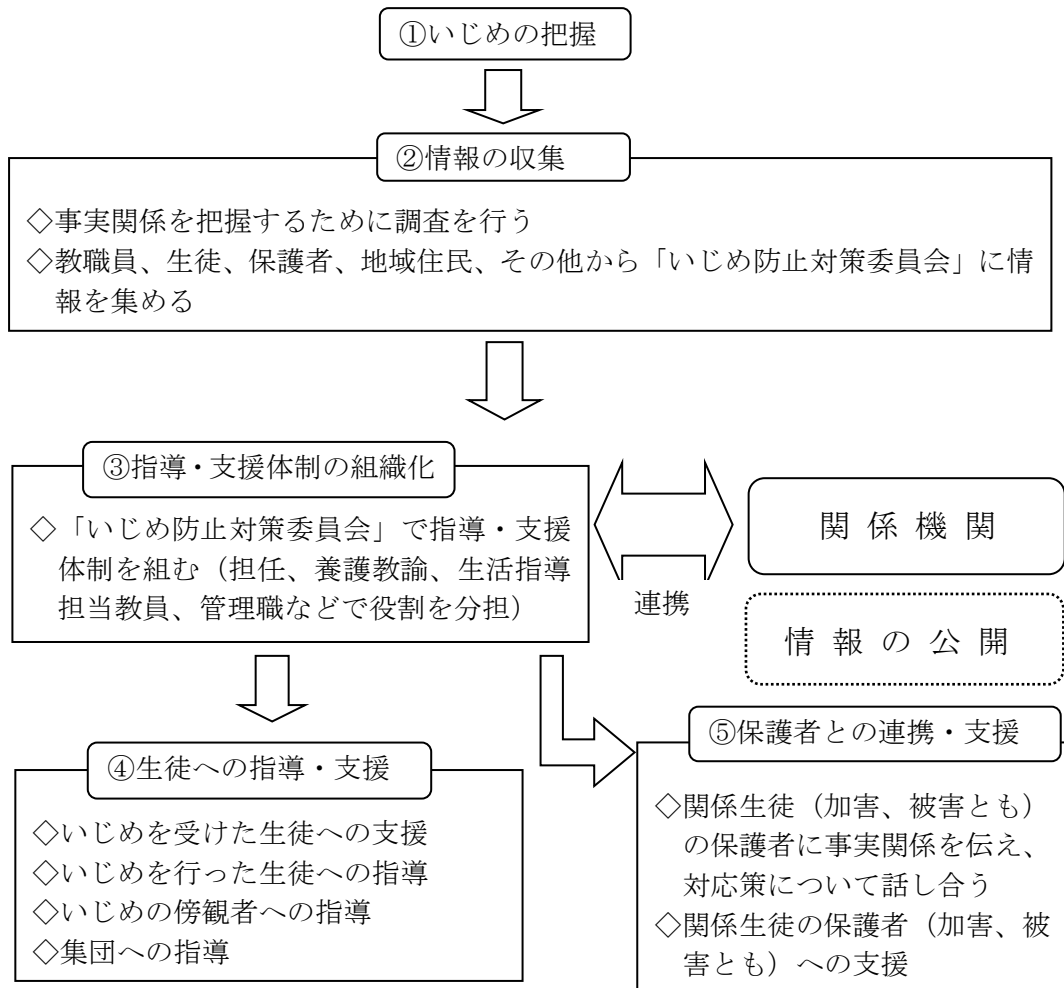 ①いじめの把握
②情報の収集
◇事実関係を把握するために調査を行う
◇教職員、生徒、保護者、地域住民、その他から「いじめ防止対策委員会」に情
報を集める
③指導・支援体制の組織化
◇「いじめ防止対策委員会」で指導・支援
体制を組む（担任、養護教諭、生活指導
担当教員、管理職などで役割を分担）
連携
関係機関
情報の公開
④生徒への指導・支援
◇いじめを受けた生徒への支援
◇いじめを行った生徒への指導
◇いじめの傍観者への指導
◇集団への指導
⑤保護者との連携・支援
◇関係生徒（加害、被害とも）
の保護者に事実関係を伝え、
対応策について話し合う
◇関係生徒の保護者（加害、被
害とも）への支援